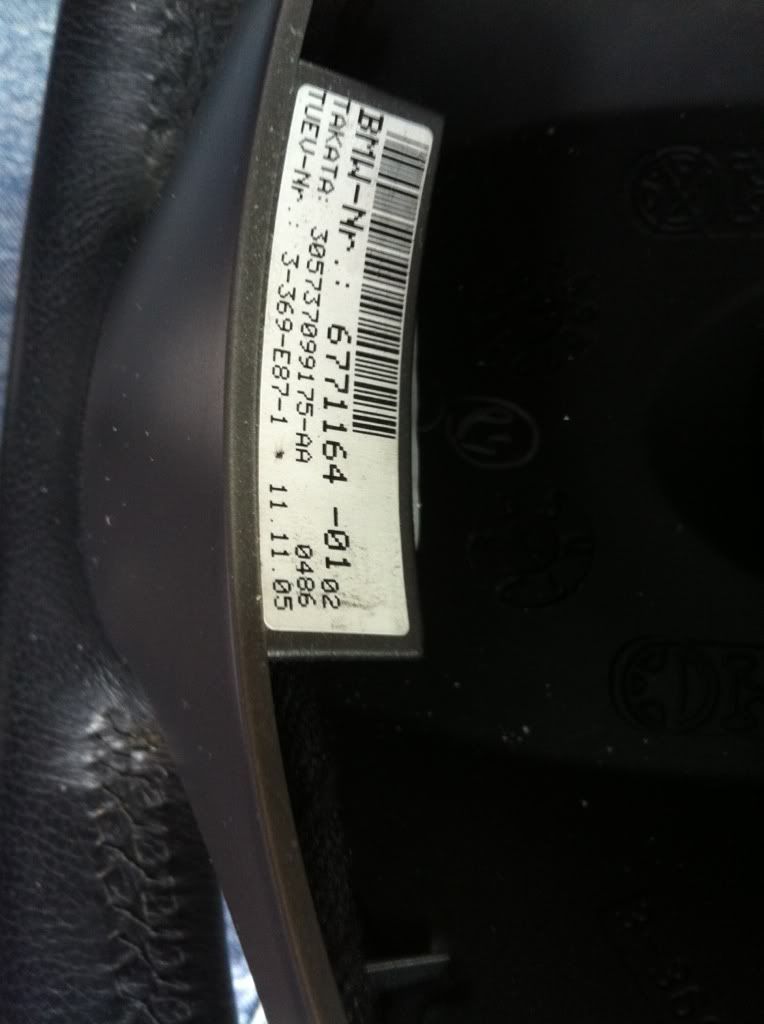 BMW-Nr.: 6771164 -01 02
TAKATA: 305737099175-AA 0486
TUEV-Nr.: 3-369-E87-1 * 11.11.05